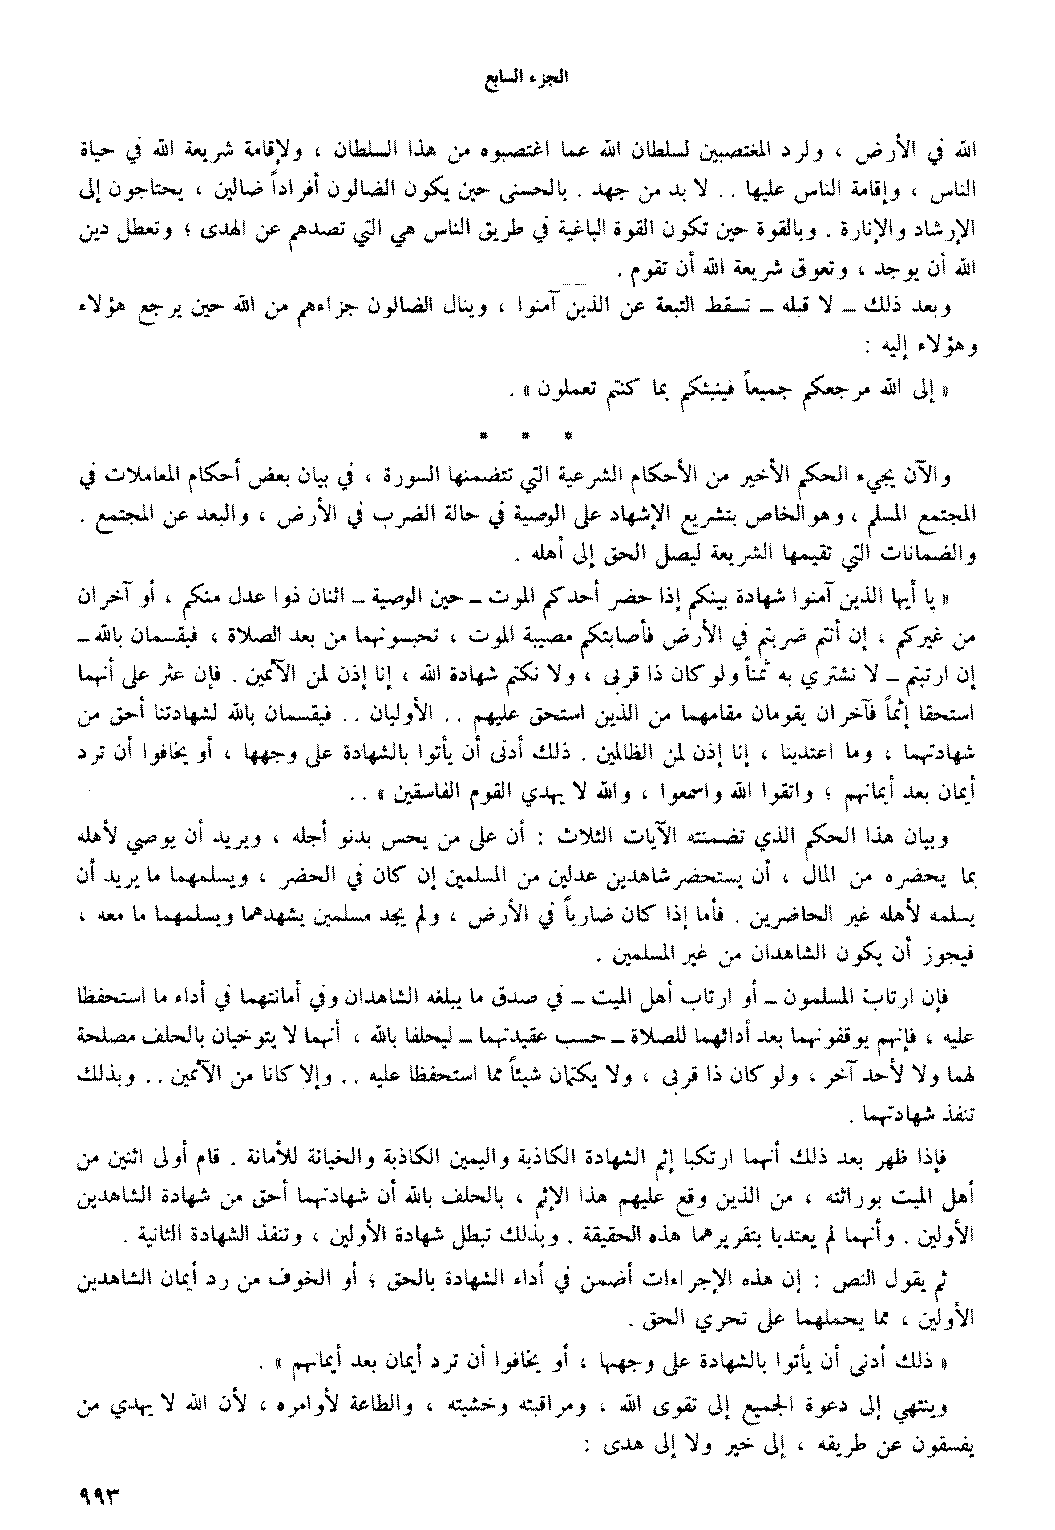 الجزء السابع
الله في الأرض ، ولرد المغتصبين لسلطان الله عما اغتصبوه من هذا السلطان ، ولإقامة شريعة الله في حياة
الناس ، وإقامة الناس عليها .. لا بد من جهد . بالحسنى حين يكون الضالون أفراداً ضالين ، يحتاجون إلى
الإرشاد والإنارة . وبالقوة حين تكون القوة الباغية في طريق الناس هي التي تصدهم عن الهدى ؛ وتعطل دين
الله أن يوجد ، وتعوق شريعة الله أن تقوم .
وبعد ذلك – لا قبله – تسقط التبعة عن الذين آمنوا ، وينال الضالون جزاءهم من الله حين يرجع هؤلاء
وهؤلاء إليه :
« إلى الله مرجعكم جميعاً فينبئكم بما كنتم تعملون » .
* * *
والآن يجيء الحكم الأخير من الأحكام الشرعية التي تتضمنها السورة ، في بيان بعض أحكام المعاملات في
المجتمع المسلم ، وهو الخاص بتشريع الإشهاد على الوصية في حالة الضرب في الأرض ، والبعد عن المجتمع .
والضمانات التي تقيمها الشريعة ليصل الحق إلى أهله .
« يا أيها الذين آمنوا شهادة بينكم إذا حضر أحدكم الموت – حين الوصية – اثنان ذوا عدل منكم ، أو آخران
من غيركم ، إن أنتم ضربتم في الأرض فأصابتكم مصيبة الموت ، تحبسونهما من بعد الصلاة ، فيقسمان بالله –
إن ارتبتم – لا نشتري به ثمناً ولو كان ذا قربى ، ولا نكتم شهادة الله ، إنا إذن لمن الآثمين . فإن عثر على أنهما
استحقا إثماً فآخران يقومان مقامهما من الذين استحق عليهم .. الأوليان .. فيقسمان بالله لشهادتنا أحق من
شهادتهما ، وما اعتدينا ، إنا إذن لمن الظالمين . ذلك أدنى أن يأتوا بالشهادة على وجهها ، أو يخافوا أن ترد
أيمان بعد أيمانهم ؛ واتقوا الله واسمعوا ، والله لا يهدي القوم الفاسقين » ..
وبيان هذا الحكم الذي تضمنته الآيات الثلاث : أن على من يحس بدنو أجله ، ويريد أن يوصي لأهله
بما يحضره من المال ، أن يستحضر شاهدين عدلين من المسلمين إن كان في الحضر ، ويسلمهما ما يريد أن
يسلمه لأهله غير الحاضرين . فأما إذا كان ضارباً في الأرض ، ولم يجد مسلمين يشهدهما ويسلمهما ما معه ،
فيجوز أن يكون الشاهدان من غير المسلمين .
فإن ارتاب المسلمون – أو ارتاب أهل الميت – في صدق ما يبلغه الشاهدان وفي أمانتهما في أداء ما استحفظا
عليه ، فإنهم يوقفونهما بعد أدائهما للصلاة – حسب عقيدتهما – ليحلفا بالله ، أنهما لا يتوخيان بالحلف مصلحة
لهما ولا لأحد آخر ، ولو كان ذا قربى ، ولا يكتمان شيئاً مما استحفظا عليه .. وإلا كانا من الآثمين .. وبذلك
تنفذ شهادتهما .
فإذا ظهر بعد ذلك أنهما ارتكبا إثم الشهادة الكاذبة واليمين الكاذبة والخيانة للأمانة . قام أولى اثنين من
أهل الميت بوراثته ، من الذين وقع عليهم هذا الإثم ، بالحلف بالله أن شهادتهما أحق من شهادة الشاهدين
الأولين . وأنهما لم يعتديا بتقريرهما هذه الحقيقة . وبذلك تبطل شهادة الأولين ، وتنفذ الشهادة الثانية .
ثم يقول النص : إن هذه الإجراءات أضمن في أداء الشهادة بالحق ؛ أو الخوف من رد أيمان الشاهدين
الأولين ، مما يحملهما على تحري الحق .
« ذلك أدنى أن يأتوا بالشهادة على وجهها ، أو يخافوا أن ترد أيمان بعد أيمانهم » .
وينتهي إلى دعوة الجميع إلى تقوى الله ، ومراقبته وخشيته ، والطاعة لأوامره ، لأن الله لا يهدي من
يفسقون عن طريقه ، إلى خير ولا إلى هدى :
٩٩٣